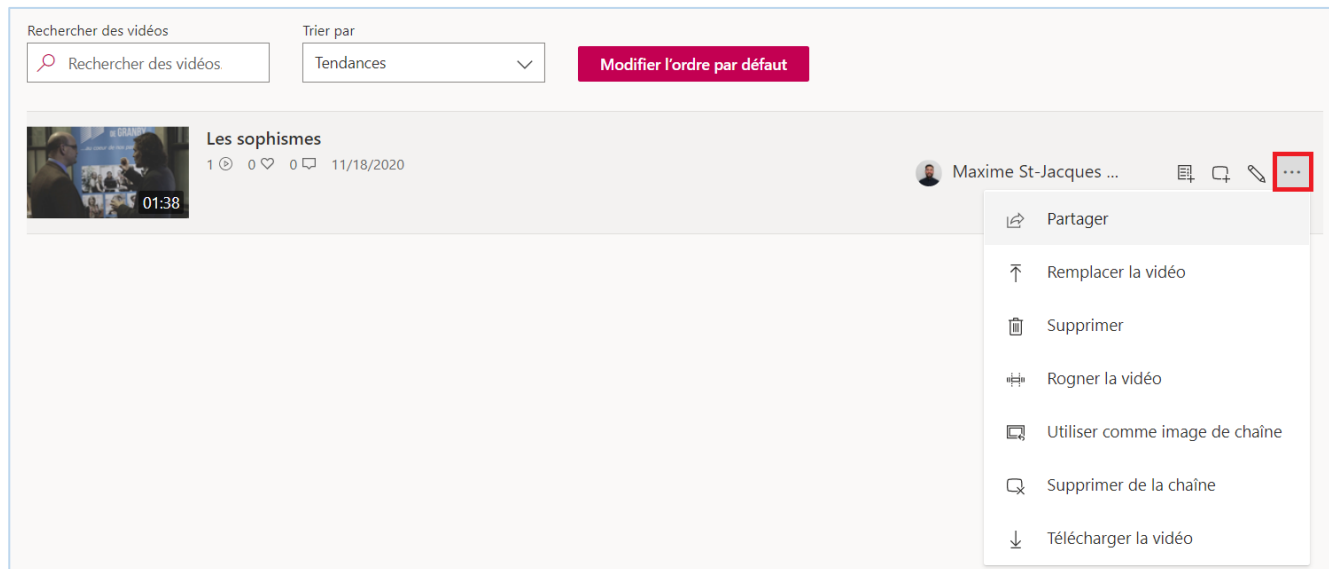 Rechercher des vidéos
Trier par
Rechercher des vidéos
Tendances
Modifier l'ordre par défaut
DE GRANBY
01:38
Les sophismes
1 0 0 11/18/2020
Maxime St-Jacques ...
Partager
Remplacer la vidéo
Supprimer
Rogner la vidéo
Utiliser comme image de chaîne
Supprimer de la chaîne
Télécharger la vidéo